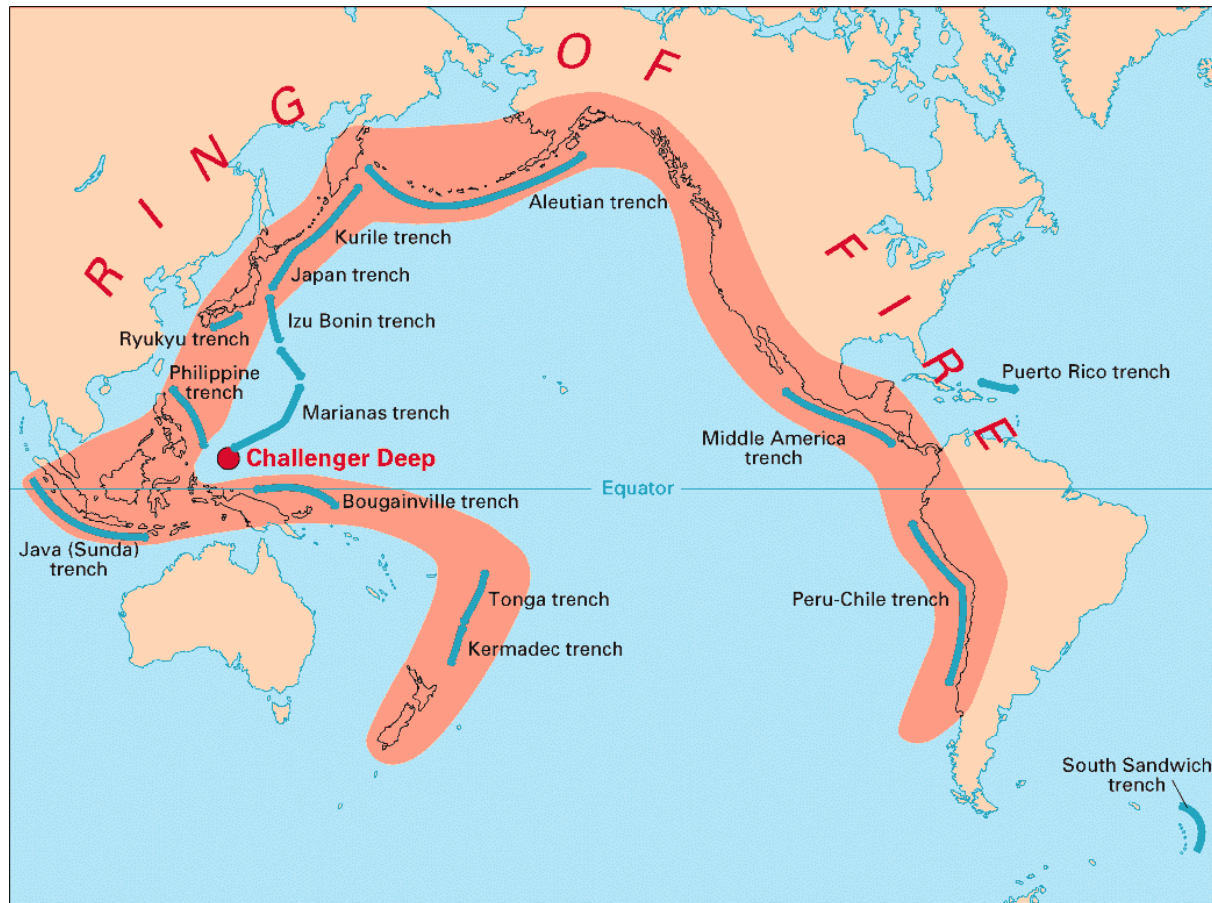 RING OF FIRE
Aleutian trench
Kurile trench
Japan trench
Izu Bonin trench
Ryukyu trench
Philippine
trench
Marianas trench
Challenger Deep
Puerto Rico trench
Middle America
trench
Equator
Bougainville trench
Java (Sunda)
trench
Tonga trench
Peru-Chile trench
Kermadec trench
South Sandwich
trench